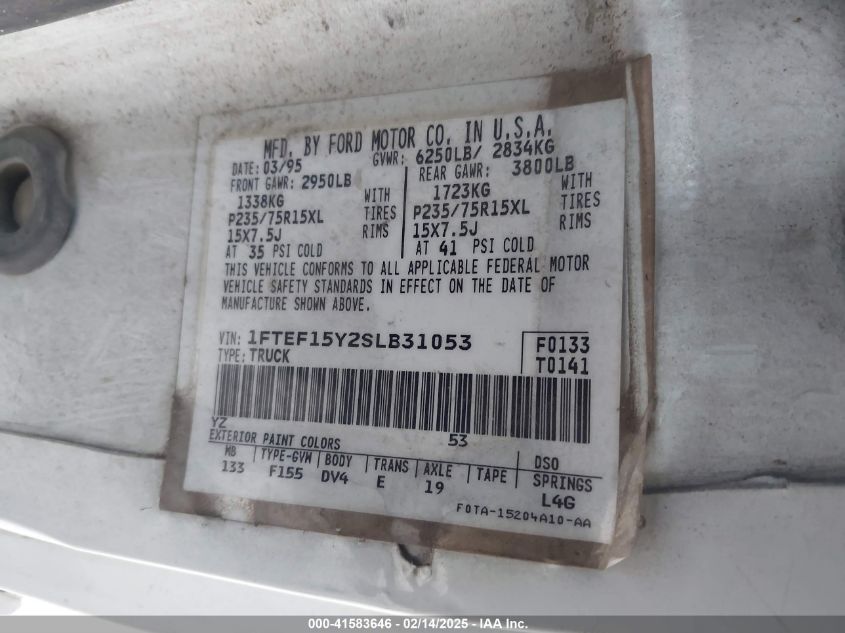 MFD. BY FORD MOTOR CO. IN U.S.A.
DATE: 03/95 GVWR: 6250LB/ 2834KG
FRONT GAWR: 2950LB REAR GAWR: 3800LB
1338KG WITH 1723KG WITH
P235/75R15XL TIRES P235/75R15XL TIRES
15X7.5J RIMS 15X7.5J RIMS
AT 35 PSI COLD AT 41 PSI COLD
THIS VEHICLE CONFORMS TO ALL APPLICABLE FEDERAL MOTOR
VEHICLE SAFETY STANDARDS IN EFFECT ON THE DATE OF
MANUFACTURE SHOWN ABOVE.
VIN: 1FTEF15Y2SLB31053 F0133
TYPE: TRUCK T0141
YZ 53
EXTERIOR PAINT COLORS DSO
WB TYPE-GVW BODY TRANS AXLE TAPE SPRINGS
133 F155 DV4 E 19 L4G
F0TA-15204A10-AA
000-41583646 - 02/14/2025 - IAA Inc.